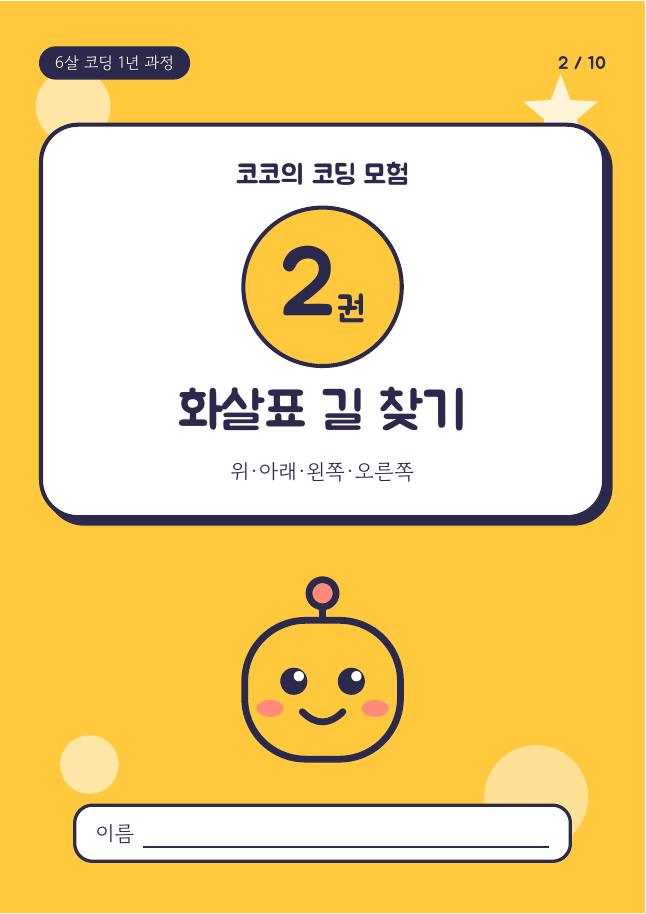 6살 코딩 1년 과정
2 / 10
코코의 코딩 모험
2권
화살표 길 찾기
위·아래·왼쪽·오른쪽
이름